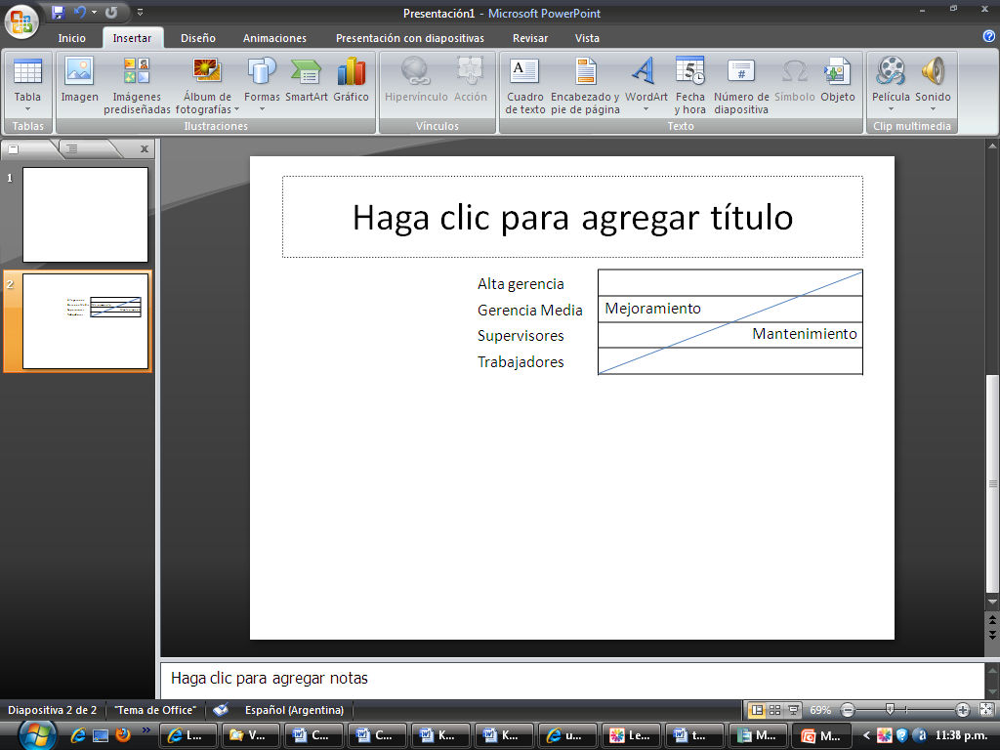 Presentación1 - Microsoft PowerPoint
Inicio Insertar Diseño Animaciones Presentación con diapositivas Revisar Vista
Tabla
Tablas
Imagen Imágenes prediseñadas Álbum de fotografías Formas SmartArt Gráfico
Ilustraciones
Hipervínculo Acción
Vínculos
Cuadro de texto Encabezado y pie de página WordArt Fecha y hora Número de diapositiva Símbolo Objeto
Texto
Película Sonido
Clip multimedia
1
2
Haga clic para agregar título
Alta gerencia
Gerencia Media Mejoramiento
Supervisores Mantenimiento
Trabajadores
Haga clic para agregar notas
Diapositiva 2 de 2 "Tema de Office" Español (Argentina) 69%
L... V... C... C... K... K... u... Le... t... M... M... 11:38 p.m.